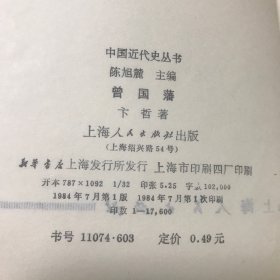 中国近代史丛书
陈旭麓 主编
曾国藩
卞哲著
上海人民出版社出版
(上海绍兴路54号)
新华书店上海发行所发行 上海市印刷四厂印刷
开本 787×1092 1/32 印张 5.25 字数 102,000
1984年7月第1版 1984年7月第1次印刷
印数 1-17,600
书号 11074·603 定价 0.49元